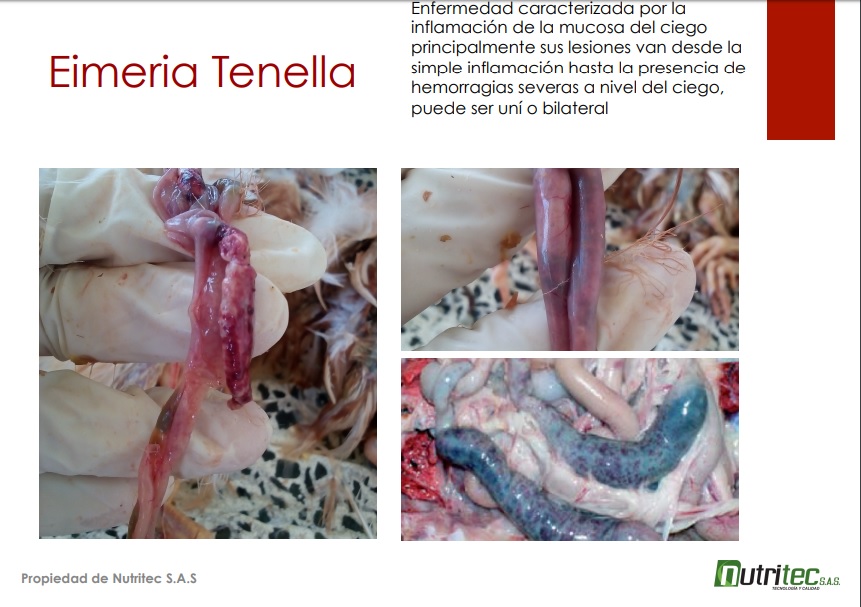 Eimeria Tenella
Enfermedad caracterizada por la
inflamación de la mucosa del ciego
principalmente sus lesiones van desde la
simple inflamación hasta la presencia de
hemorragias severas a nivel del ciego,
puede ser uní o bilateral
Propiedad de Nutritec S.A.S
nutritec S.A.S.
TECNOLOGÍA Y CALIDAD